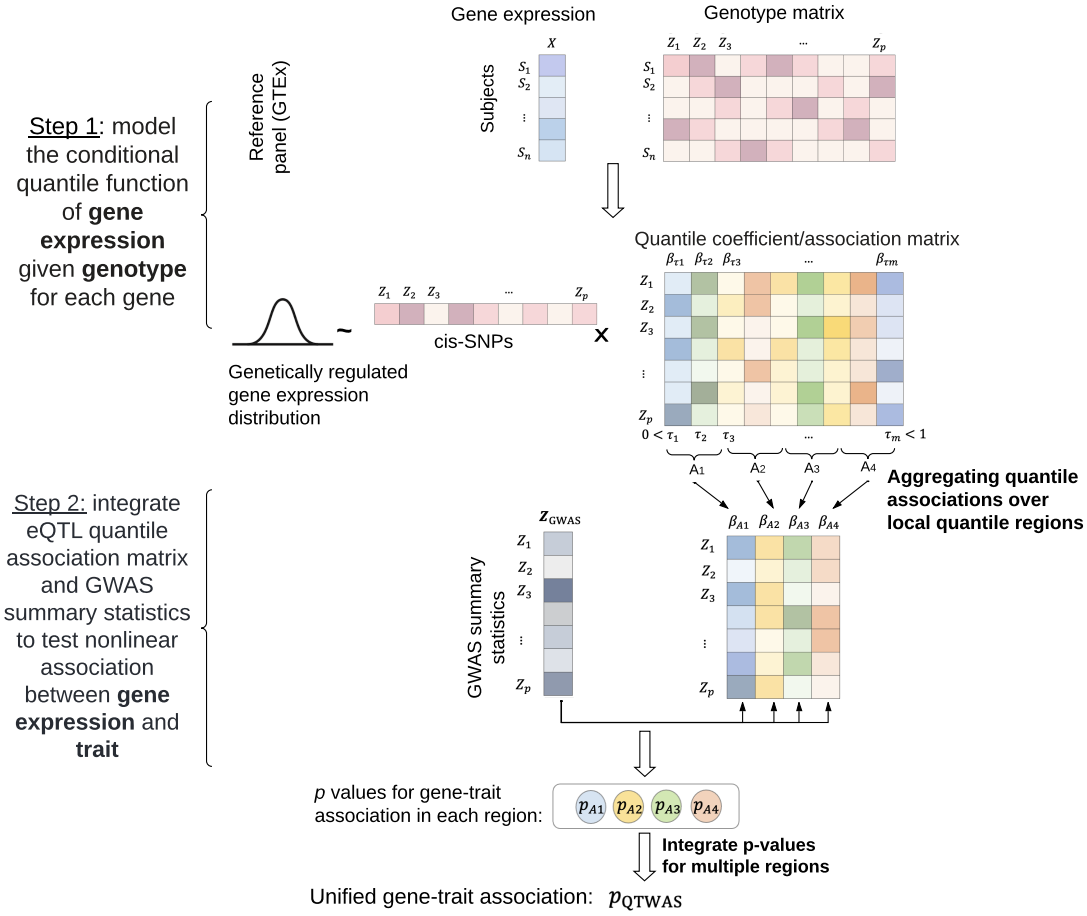 Gene expression
Genotype matrix
X
Z1 Z2 Z3 ... Zp
Subjects
S1
S2
...
Sn
S1
S2
...
Sn
Reference
panel (GTEx)
Step 1: model
the conditional
quantile function
of gene
expression
given genotype
for each gene
Quantile coefficient/association matrix
βτ1 βτ2 βτ3 ... βτm
Z1
Z2
Z3
...
Zp
0 < τ1 τ2 τ3 ... τm < 1
Z1 Z2 Z3 ... Zp
~
cis-SNPs
x
Genetically regulated
gene expression
distribution
A1 A2 A3 A4
Aggregating quantile
associations over
local quantile regions
Step 2: integrate
eQTL quantile
association matrix
and GWAS
summary statistics
to test nonlinear
association
between gene
expression and
trait
zGWAS
Z1
Z2
Z3
...
Zp
GWAS summary
statistics
βA1 βA2 βA3 βA4
Z1
Z2
Z3
...
Zp
p values for gene-trait
association in each region:
pA1 pA2 pA3 pA4
Integrate p-values
for multiple regions
Unified gene-trait association: pQTWAS